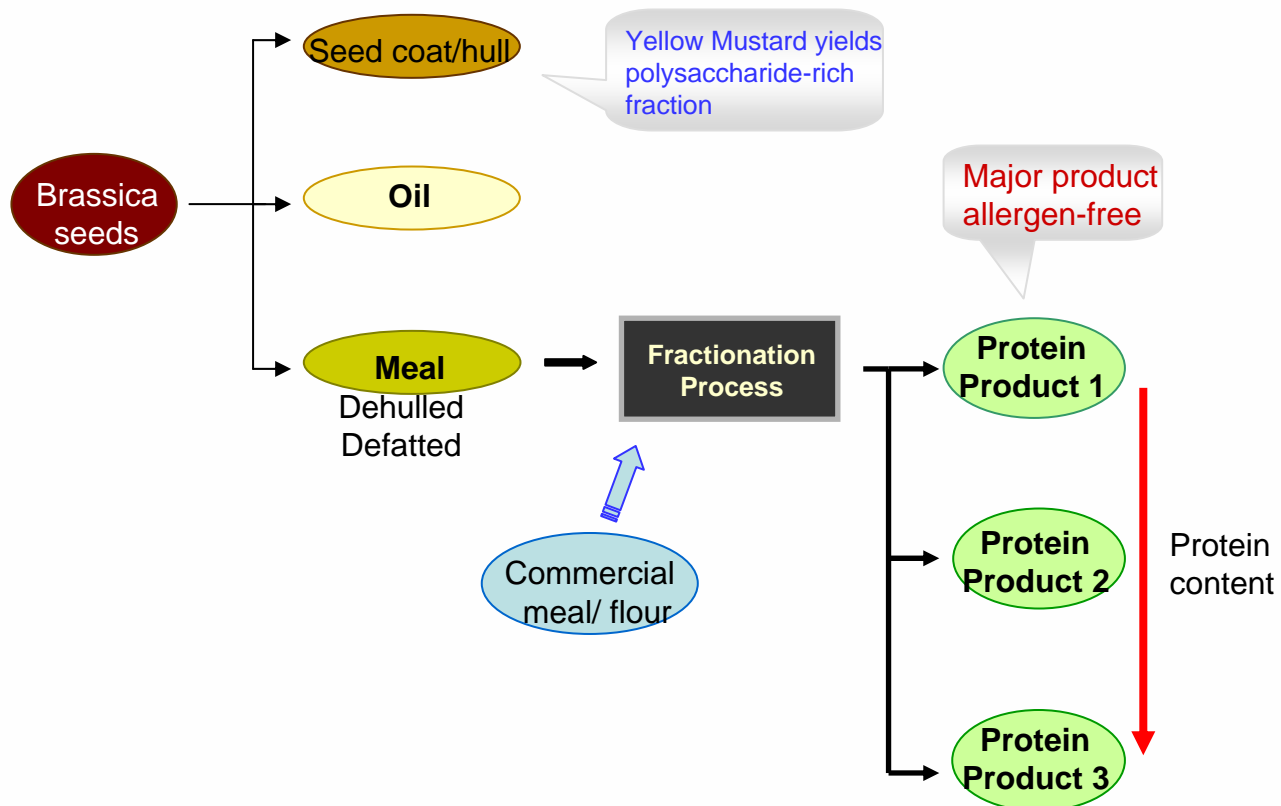 Seed coat/hull
Yellow Mustard yields
polysaccharide-rich
fraction
Brassica
seeds
Oil
Major product
allergen-free
Meal
Dehulled
Defatted
Fractionation
Process
Protein
Product 1
Commercial
meal/ flour
Protein
Product 2
Protein
content
Protein
Product 3